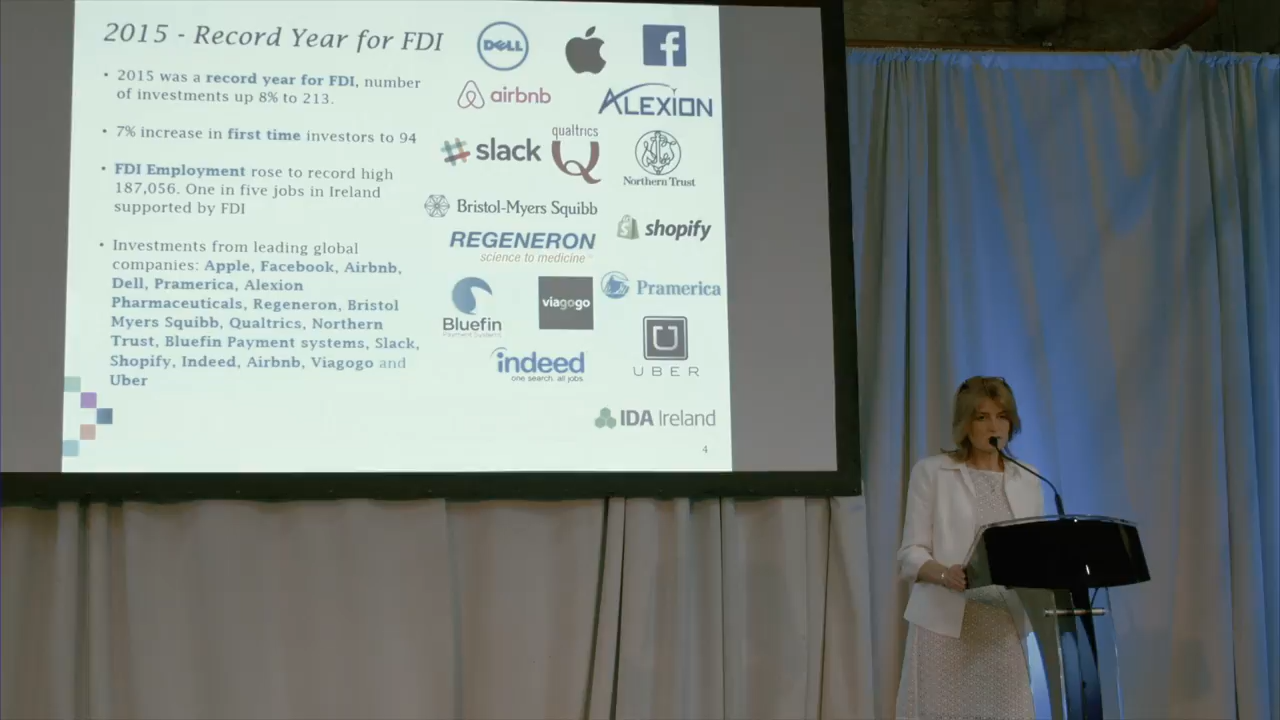 2015 - Record Year for FDI
• 2015 was a record year for FDI, number
of investments up 8% to 213.
• 7% increase in first time investors to 94
• FDI Employment rose to record high
187,056. One in five jobs in Ireland
supported by FDI
• Investments from leading global
companies: Apple, Facebook, Airbnb,
Dell, Pramerica, Alexion
Pharmaceuticals, Regeneron, Bristol
Myers Squibb, Qualtrics, Northern
Trust, Bluefin Payment systems, Slack,
Shopify, Indeed, Airbnb, Viagogo and
Uber
DELL
f
airbnb
ALEXION
slack
qualtrics
Q
Northern Trust
Bristol-Myers Squibb
S
shopify
REGENERON
science to medicine
Bluefin
Payment Systems
viagogo
Pramerica
indeed
one search. all jobs.
U
UBER
IDA Ireland
4